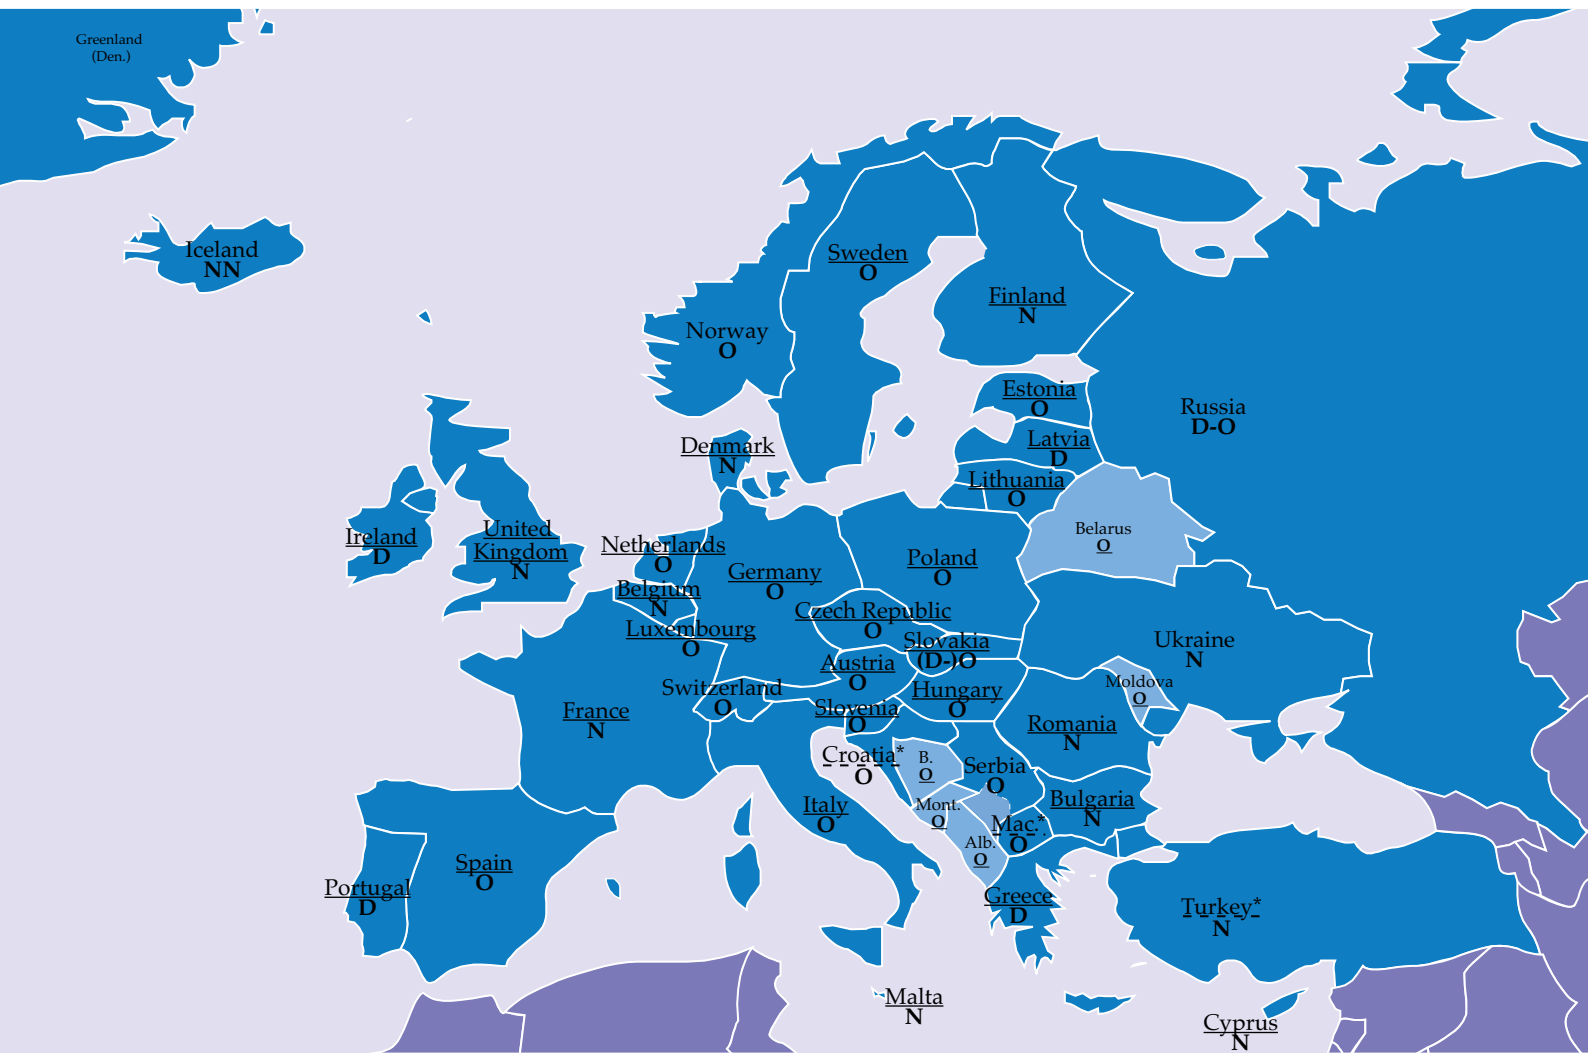 Greenland
(Den.)
Iceland
NN
Sweden
O
Finland
N
Norway
O
Estonia
O
Russia
D-O
Denmark
N
Latvia
D
Lithuania
O
Ireland
D
United
Kingdom
N
Netherlands
O
Belarus
O
Poland
O
Germany
O
Belgium
N
Czech Republic
O
Luxembourg
O
Slovakia
(D-)O
Ukraine
N
Austria
O
Switzerland
O
Hungary
O
Moldova
O
France
N
Slovenia
O
Romania
N
Croatia*
O
B.
O
Serbia
O
Italy
O
Mont.
O
Bulgaria
N
Mac.*
O
Alb.
O
Spain
O
Portugal
D
Greece
D
Turkey*
N
Malta
N
Cyprus
N